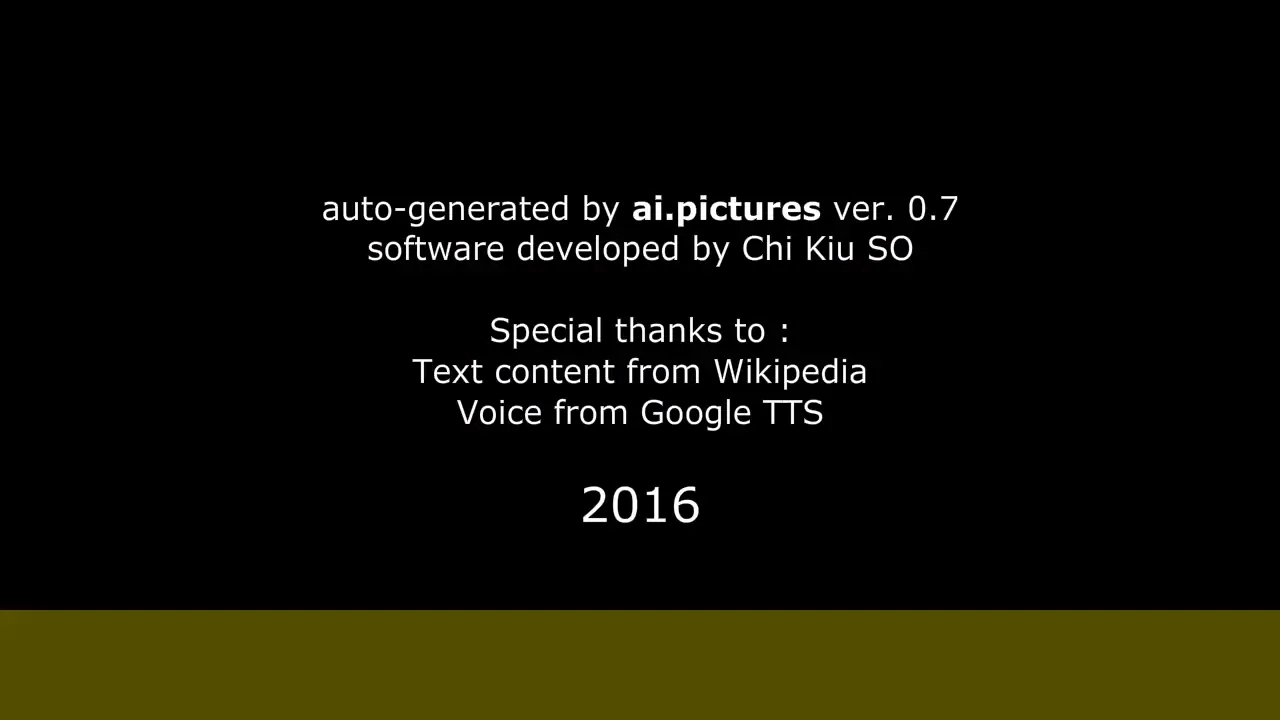 auto-generated by ai.pictures ver. 0.7
software developed by Chi Kiu SO
Special thanks to :
Text content from Wikipedia
Voice from Google TTS
2016